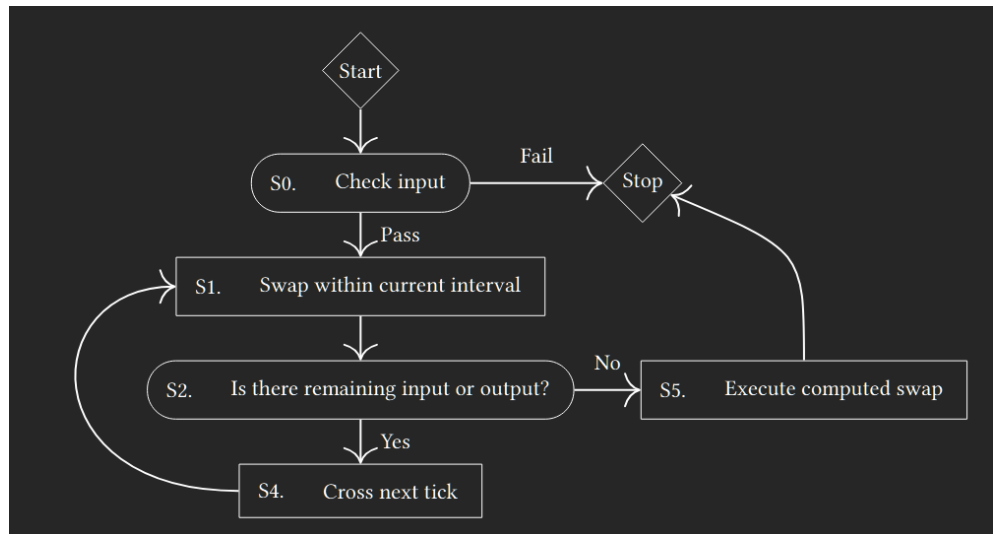 Start
Fail
S0. Check input
Stop
Pass
S1. Swap within current interval
No
S2. Is there remaining input or output?
S5. Execute computed swap
Yes
S4. Cross next tick